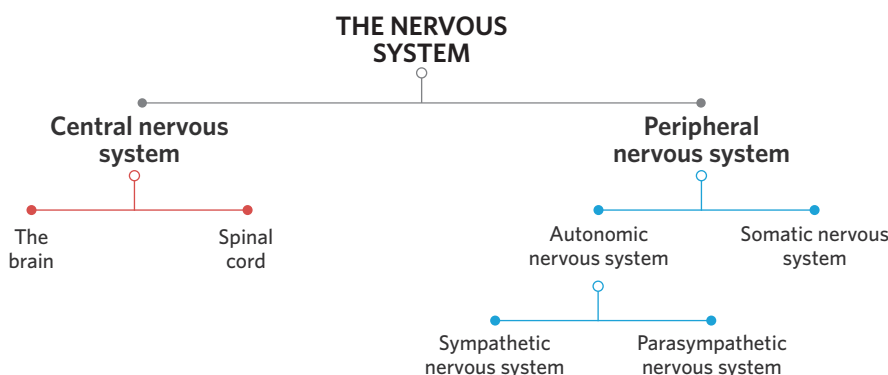 THE NERVOUS
SYSTEM
Central nervous
system
Peripheral
nervous system
The
brain
Spinal
cord
Autonomic
nervous system
Somatic nervous
system
Sympathetic
nervous system
Parasympathetic
nervous system